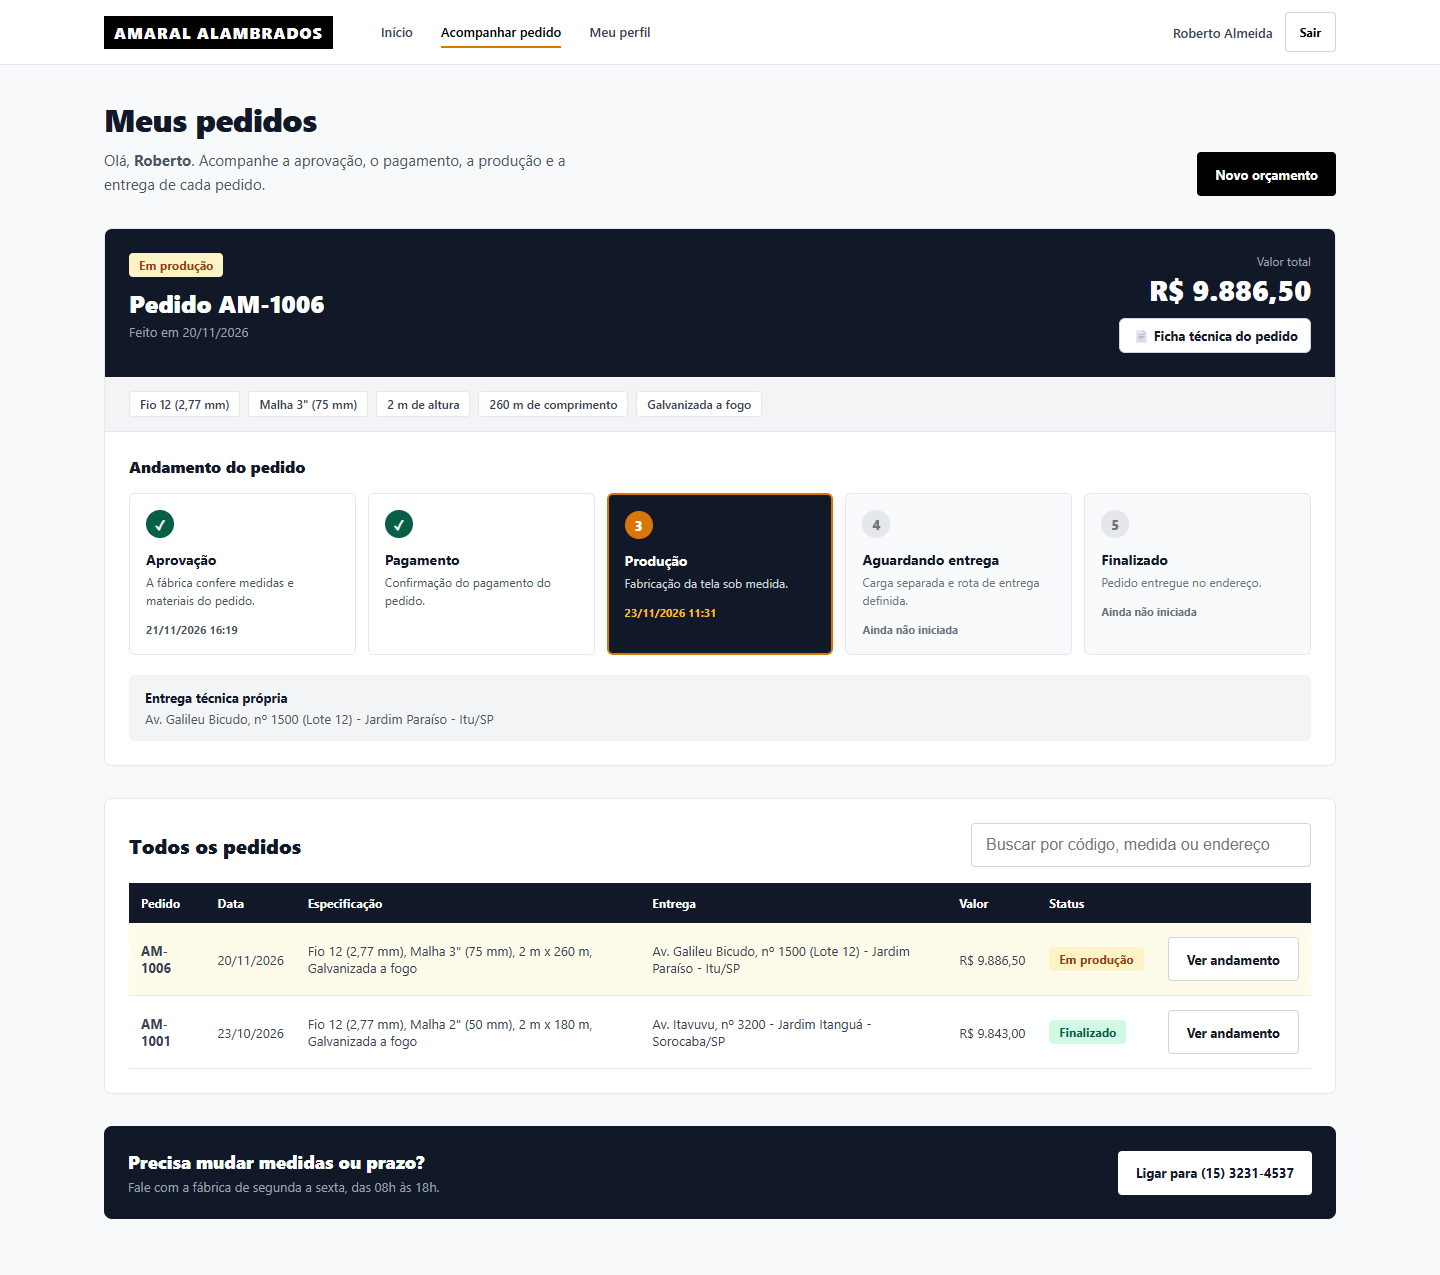 AMARAL ALAMBRADOS
Início
Acompanhar pedido
Meu perfil
Roberto Almeida
Sair
Meus pedidos
Olá, Roberto. Acompanhe a aprovação, o pagamento, a produção e a
entrega de cada pedido.
Novo orçamento
Em produção
Pedido AM-1006
Feito em 20/11/2026
Valor total
R$ 9.886,50
Ficha técnica do pedido
Fio 12 (2,77 mm)
Malha 3" (75 mm)
2 m de altura
260 m de comprimento
Galvanizada a fogo
Andamento do pedido
✓
Aprovação
A fábrica confere medidas e
materiais do pedido.
21/11/2026 16:19
✓
Pagamento
Confirmação do pagamento do
pedido.
3
Produção
Fabricação da tela sob medida.
23/11/2026 11:31
4
Aguardando entrega
Carga separada e rota de entrega
definida.
Ainda não iniciada
5
Finalizado
Pedido entregue no endereço.
Ainda não iniciada
Entrega técnica própria
Av. Galileu Bicudo, nº 1500 (Lote 12) - Jardim Paraíso - Itu/SP
Todos os pedidos
Buscar por código, medida ou endereço
Pedido Data Especificação Entrega Valor Status
AM-
1006
20/11/2026
Fio 12 (2,77 mm), Malha 3" (75 mm), 2 m x 260 m,
Galvanizada a fogo
Av. Galileu Bicudo, nº 1500 (Lote 12) - Jardim
Paraíso - Itu/SP
R$ 9.886,50
Em produção
Ver andamento
AM-
1001
23/10/2026
Fio 12 (2,77 mm), Malha 2" (50 mm), 2 m x 180 m,
Galvanizada a fogo
Av. Itavuvu, nº 3200 - Jardim Itanguá -
Sorocaba/SP
R$ 9.843,00
Finalizado
Ver andamento
Precisa mudar medidas ou prazo?
Fale com a fábrica de segunda a sexta, das 08h às 18h.
Ligar para (15) 3231-4537